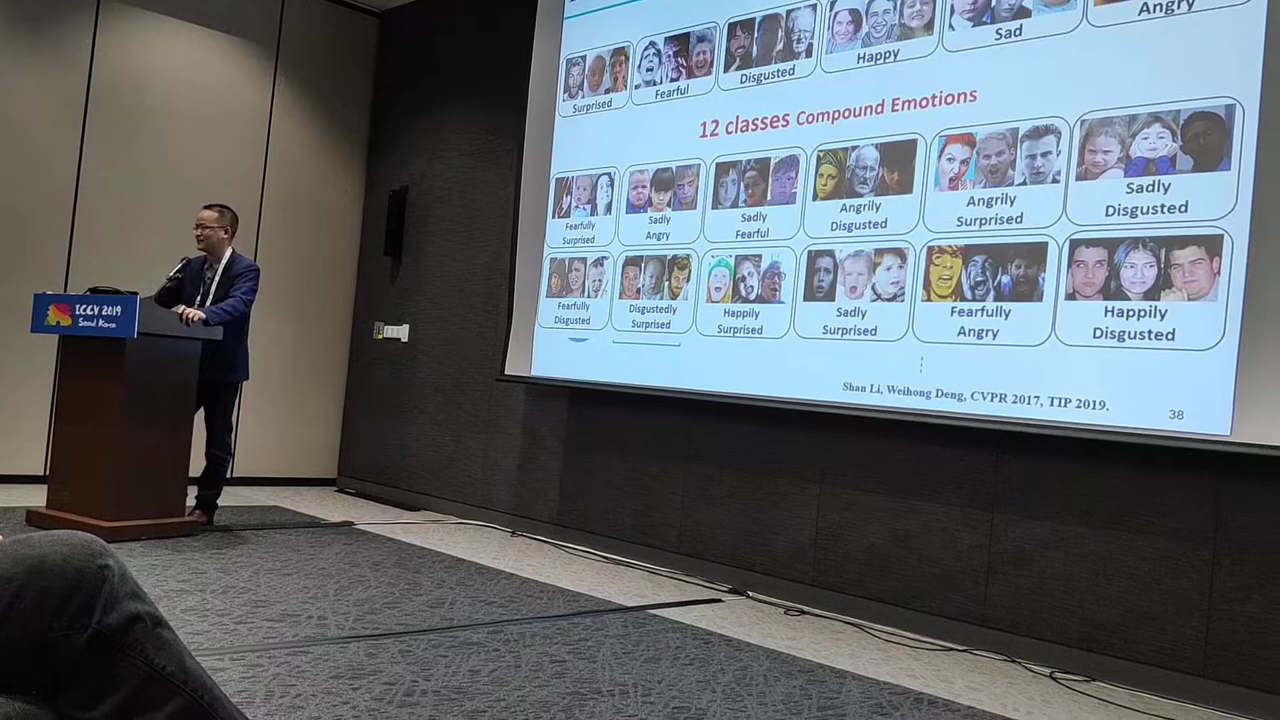 Angry
Sad
Happy
Disgusted
Fearful
Surprised
12 classes Compound Emotions
Fearfully
Surprised
Sadly
Angry
Sadly
Fearful
Angrily
Disgusted
Angrily
Surprised
Sadly
Disgusted
Fearfully
Disgusted
Disgustedly
Surprised
Happily
Surprised
Sadly
Surprised
Fearfully
Angry
Happily
Disgusted
Shan Li, Weihong Deng, CVPR 2017, TIP 2019.
38
ICCV 2019
Seoul Korea